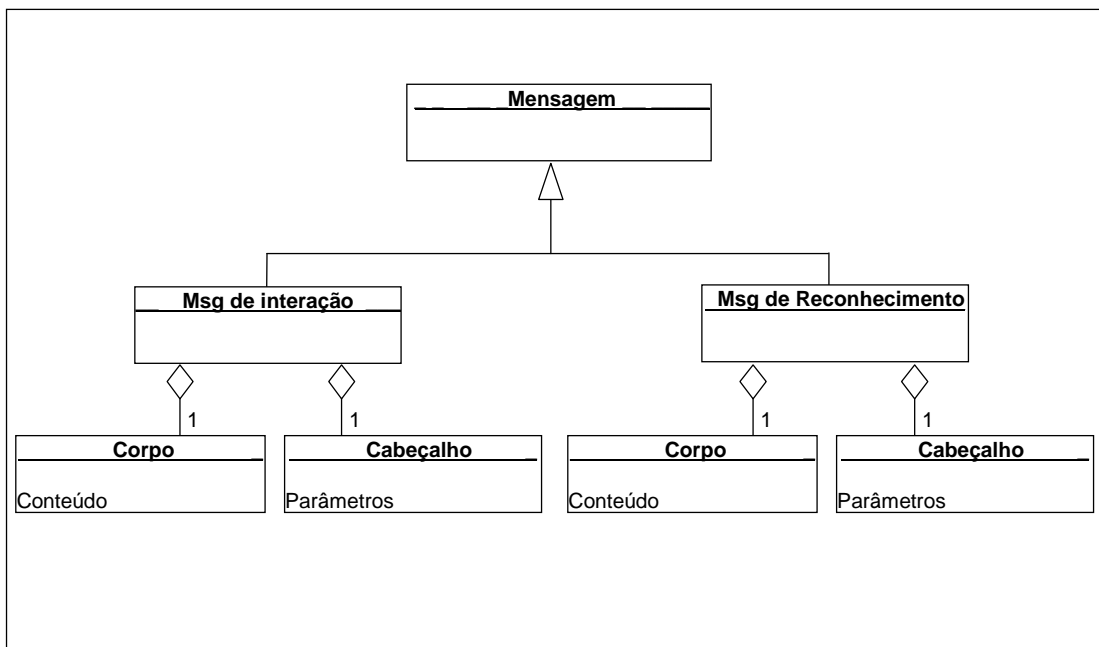 Mensagem
Msg de interação
Msg de Reconhecimento
1
1
1
1
Corpo
Cabeçalho
Corpo
Cabeçalho
Conteúdo
Parâmetros
Conteúdo
Parâmetros